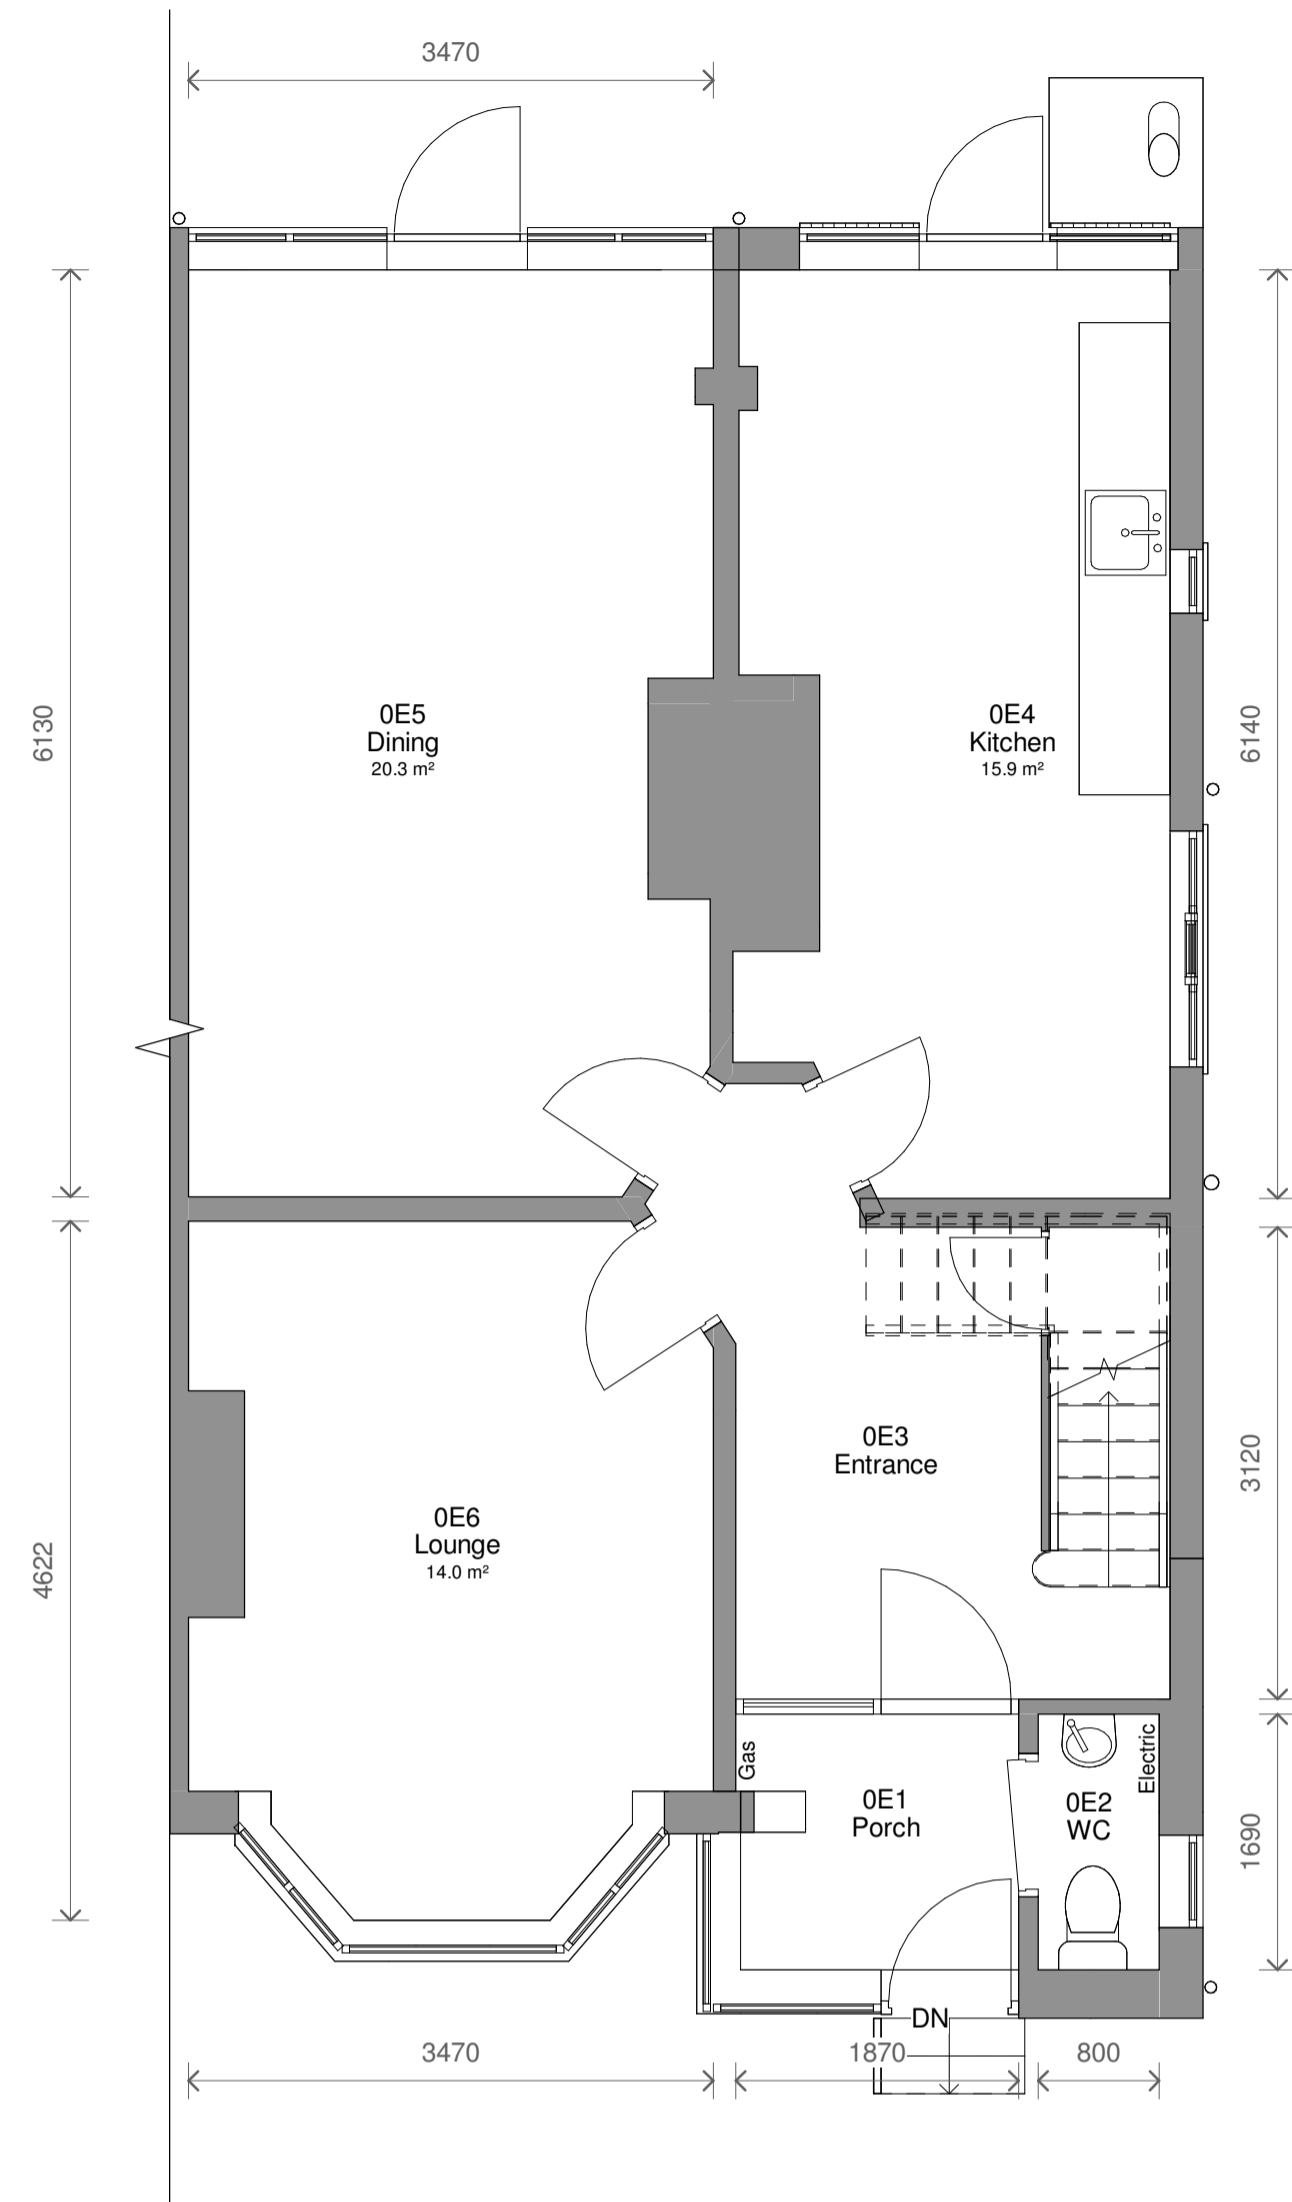 3470
6130
0E5
Dining
20.3 m²
0E4
Kitchen
15.9 m²
6140
0E3
Entrance
3120
0E6
Lounge
14.0 m²
4622
Gas
0E1
Porch
0E2
WC
Electric
1690
DN
3470
1870
800